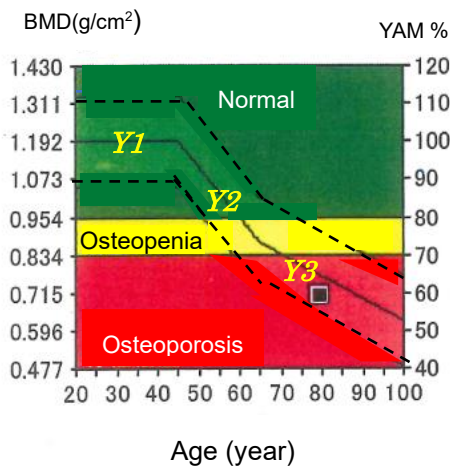 BMD(g/cm²) YAM %
1.430 120
1.311 Normal 110
1.192 Y1 100
1.073 90
0.954 Y2 80
Osteopenia
0.834 Y3 70
0.715 60
0.596 50
Osteoporosis
0.477 40
20 30 40 50 60 70 80 90 100
Age (year)